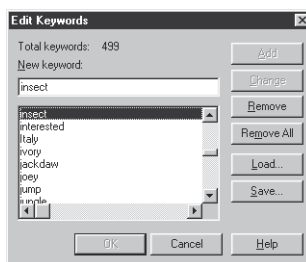 Edit Keywords
Total keywords: 499
New keyword:
insect
insect
interested
Italy
ivory
jackdaw
joey
jump
jungle
Add
Change
Remove
Remove All
Load...
Save...
OK
Cancel
Help